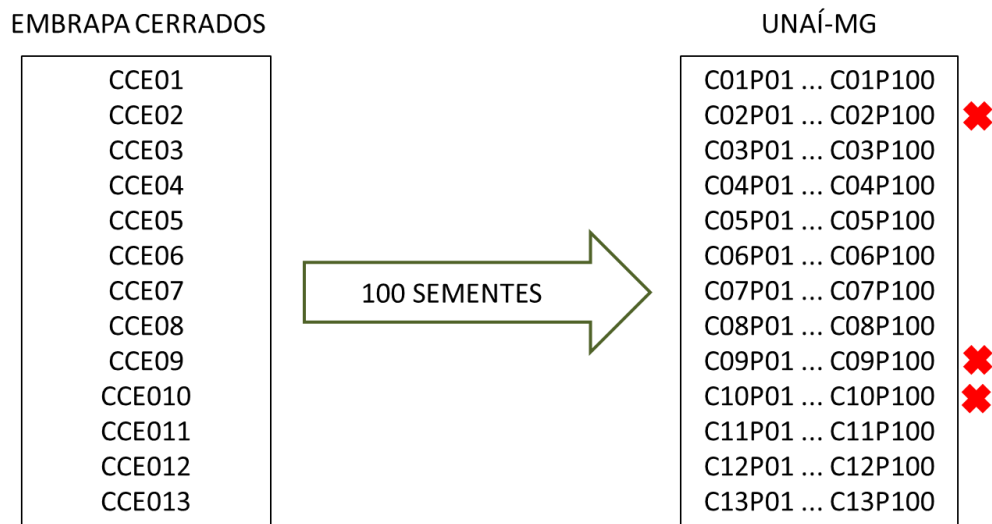 EMBRAPA CERRADOS
CCE01
CCE02
CCE03
CCE04
CCE05
CCE06
CCE07
CCE08
CCE09
CCE010
CCE011
CCE012
CCE013
100 SEMENTES
UNAÍ-MG
C01P01 ... C01P100
C02P01 ... C02P100
C03P01 ... C03P100
C04P01 ... C04P100
C05P01 ... C05P100
C06P01 ... C06P100
C07P01 ... C07P100
C08P01 ... C08P100
C09P01 ... C09P100
C10P01 ... C10P100
C11P01 ... C11P100
C12P01 ... C12P100
C13P01 ... C13P100